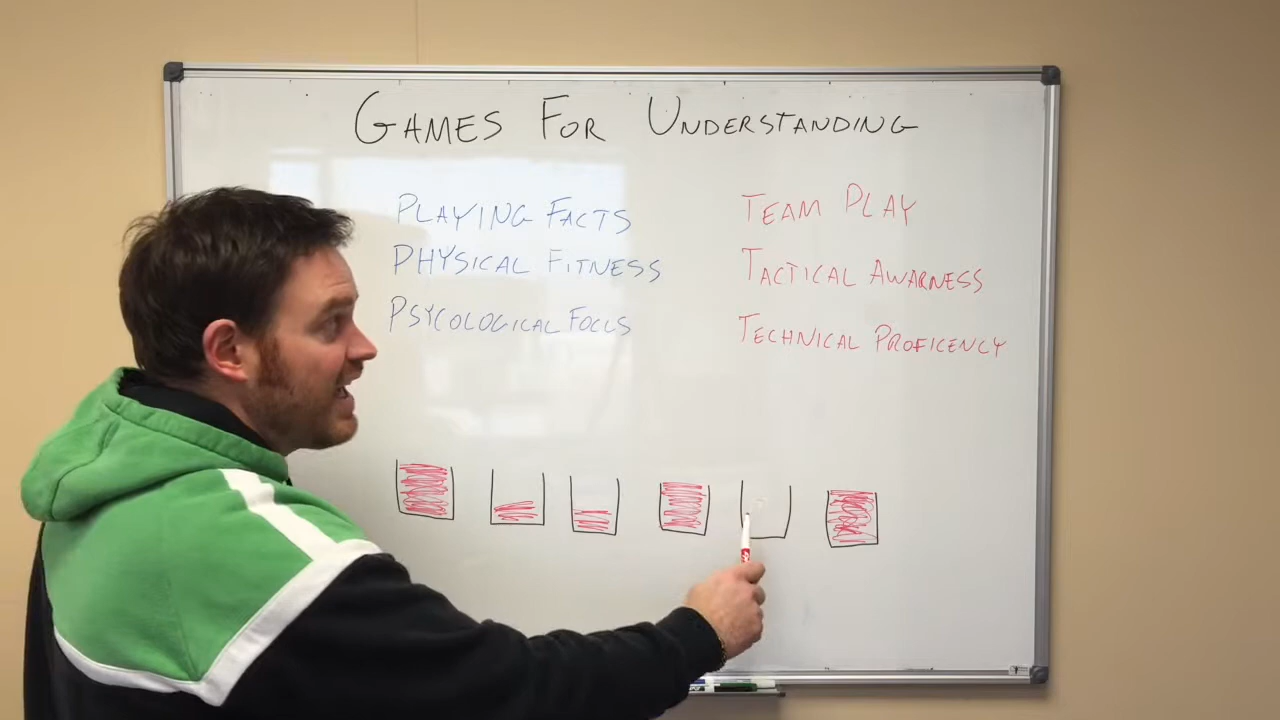 GAMES FOR UNDERSTANDING
PLAYING FACTS
PHYSICAL FITNESS
PSYCOLOGICAL FOCUS
TEAM PLAY
TACTICAL AWARNESS
TECHNICAL PROFICENCY